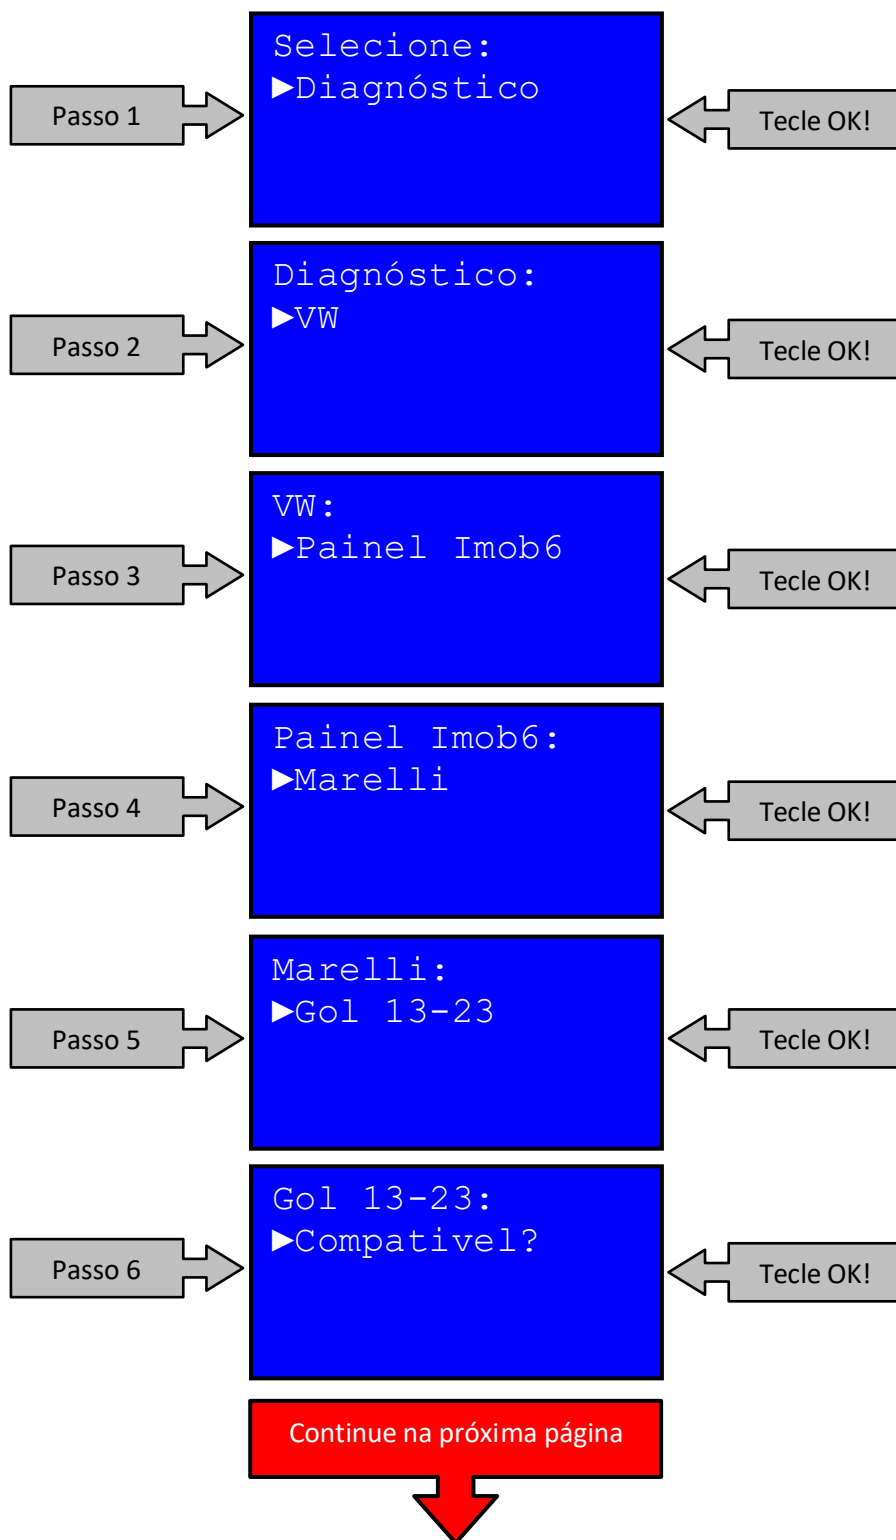 Selecione:
Passo 1
►Diagnóstico
Tecle OK!
Diagnóstico:
Passo 2
►VW
Tecle OK!
VW:
Passo 3
►Painel Imob6
Tecle OK!
Painel Imob6:
Passo 4
►Marelli
Tecle OK!
Marelli:
Passo 5
►Gol 13-23
Tecle OK!
Gol 13-23:
Passo 6
►Compativel?
Tecle OK!
Continue na próxima página